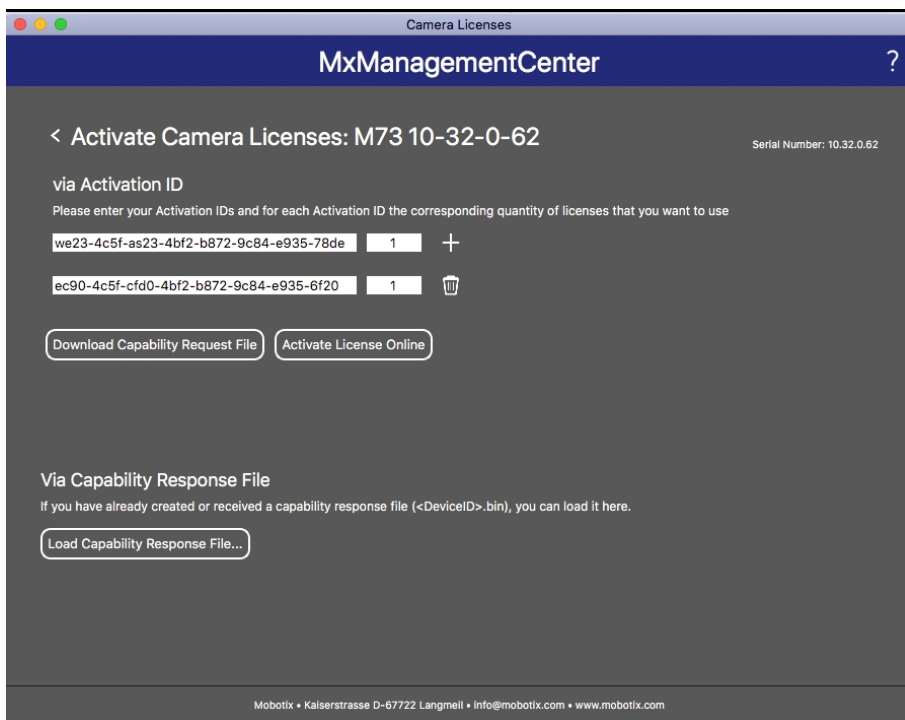 Camera Licenses
MxManagementCenter
?
< Activate Camera Licenses: M73 10-32-0-62
Serial Number: 10.32.0.62
via Activation ID
Please enter your Activation IDs and for each Activation ID the corresponding quantity of licenses that you want to use
we23-4c5f-as23-4bf2-b872-9c84-e935-78de 1 +
ec90-4c5f-cfd0-4bf2-b872-9c84-e935-6f20 1
Download Capability Request File Activate License Online
Via Capability Response File
If you have already created or received a capability response file (<DeviceID>.bin), you can load it here.
Load Capability Response File...
Mobotix • Kaiserstrasse D-67722 Langmeil • info@mobotix.com • www.mobotix.com